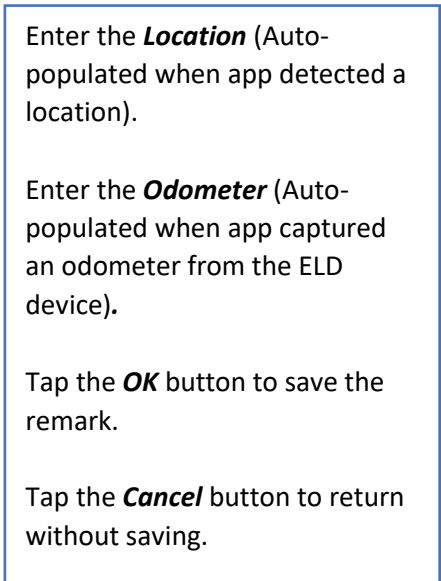 Enter the Location (Auto-
populated when app detected a
location).
Enter the Odometer (Auto-
populated when app captured
an odometer from the ELD
device).
Tap the OK button to save the
remark.
Tap the Cancel button to return
without saving.